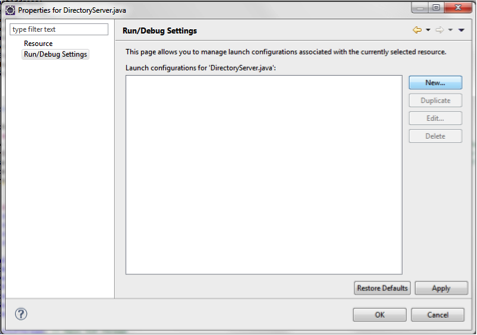 Properties for DirectoryServer.java
type filter text
Resource
Run/Debug Settings
Run/Debug Settings
This page allows you to manage launch configurations associated with the currently selected resource.
Launch configurations for 'DirectoryServer.java':
New...
Duplicate
Edit...
Delete
Restore Defaults
Apply
?
OK
Cancel